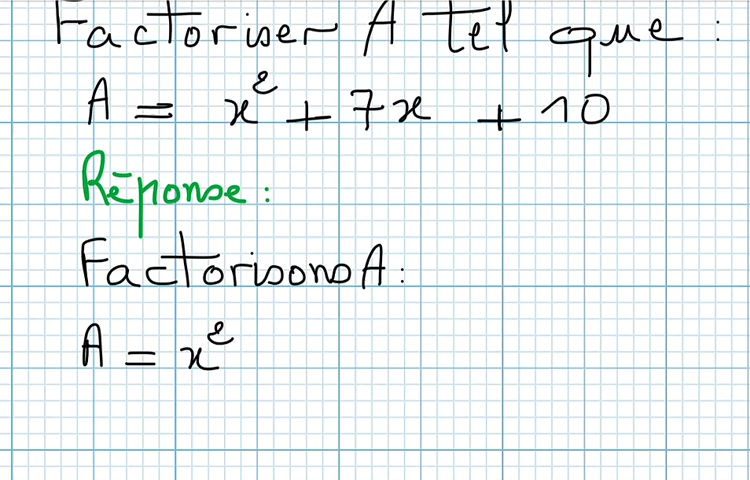 Factoriser A tel que :
A = x² + 7x + 10
Réponse :
Factorisons A :
A = x²